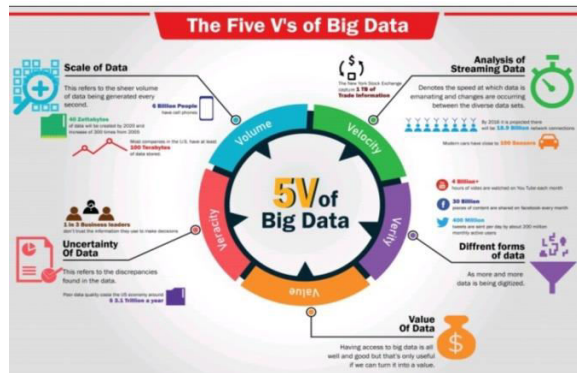 The Five V's of Big Data
Scale of Data
This refers to the sheer volume
of data being generated every
second.
6 Billion People
have cell phones
40 Zettabytes
of data will be created by 2020 and
increase of 300 times from 2005
Most companies in the U.S. have at least
100 Terabytes
of data stored
The New York Stock Exchange
capture 1 TB of
Trade Information
Analysis of
Streaming Data
Denotes the speed at which data is
emanating and changes are occurring
between the diverse data sets.
By 2016 it is projected there
will be 18.9 Billion network connections
Modern cars have close to 100 Sensors
Volume
Velocity
Verity
Value
Veracity
5V of
Big Data
4 Billion+
hours of video are watched on You Tube each month
30 Billion
pieces of content are shared on facebook every month
400 Million
tweets are sent per day by about 200 million
monthly active users
Diffrent forms
of data
As more and more
data is being digitized.
1 in 3 Business leaders
don't trust the information they use to make decisions
Uncertainty
Of Data
This refers to the discrepancies
found in the data.
Poor data quality costs the US economy around
$ 3.1 Trillion a year
Value
Of Data
Having access to big data is all
well and good but that's only useful
if we can turn it into a value.